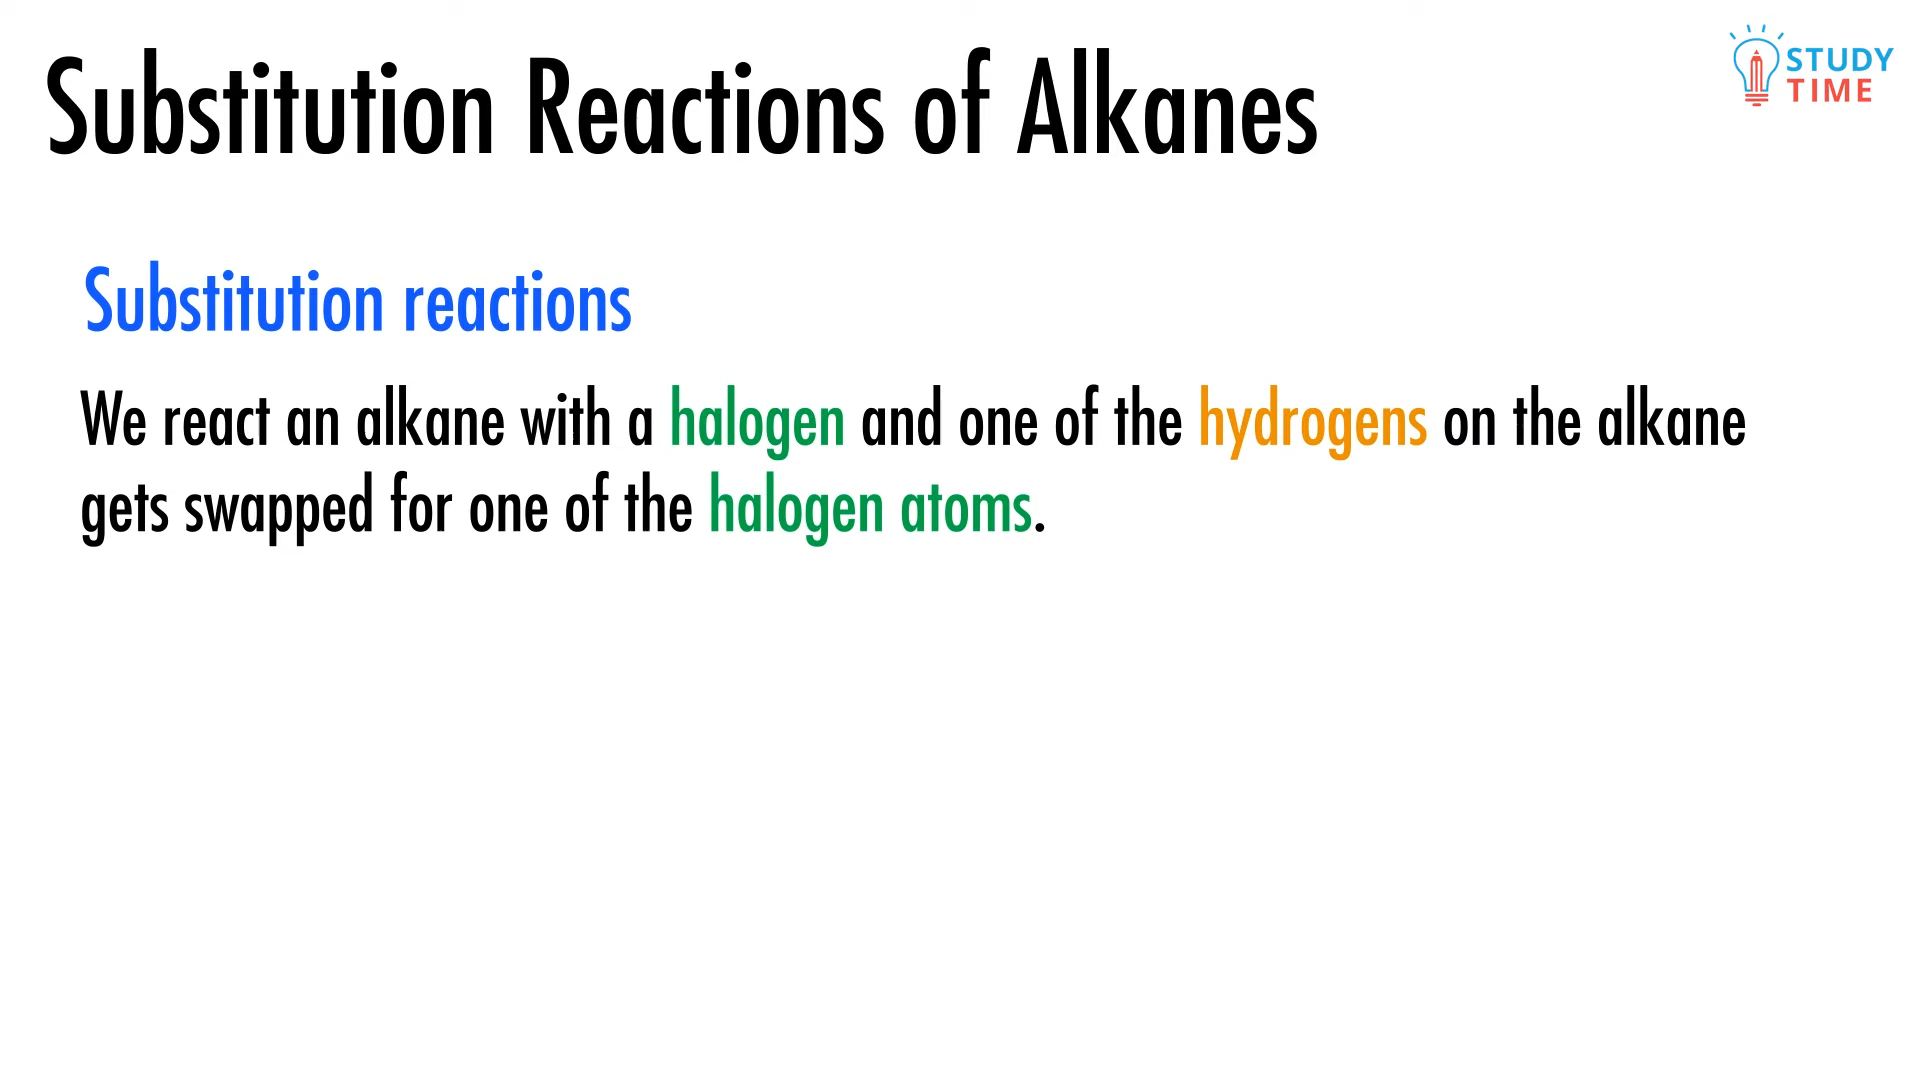 Substitution Reactions of Alkanes
STUDY
TIME
Substitution reactions
We react an alkane with a halogen and one of the hydrogens on the alkane
gets swapped for one of the halogen atoms.